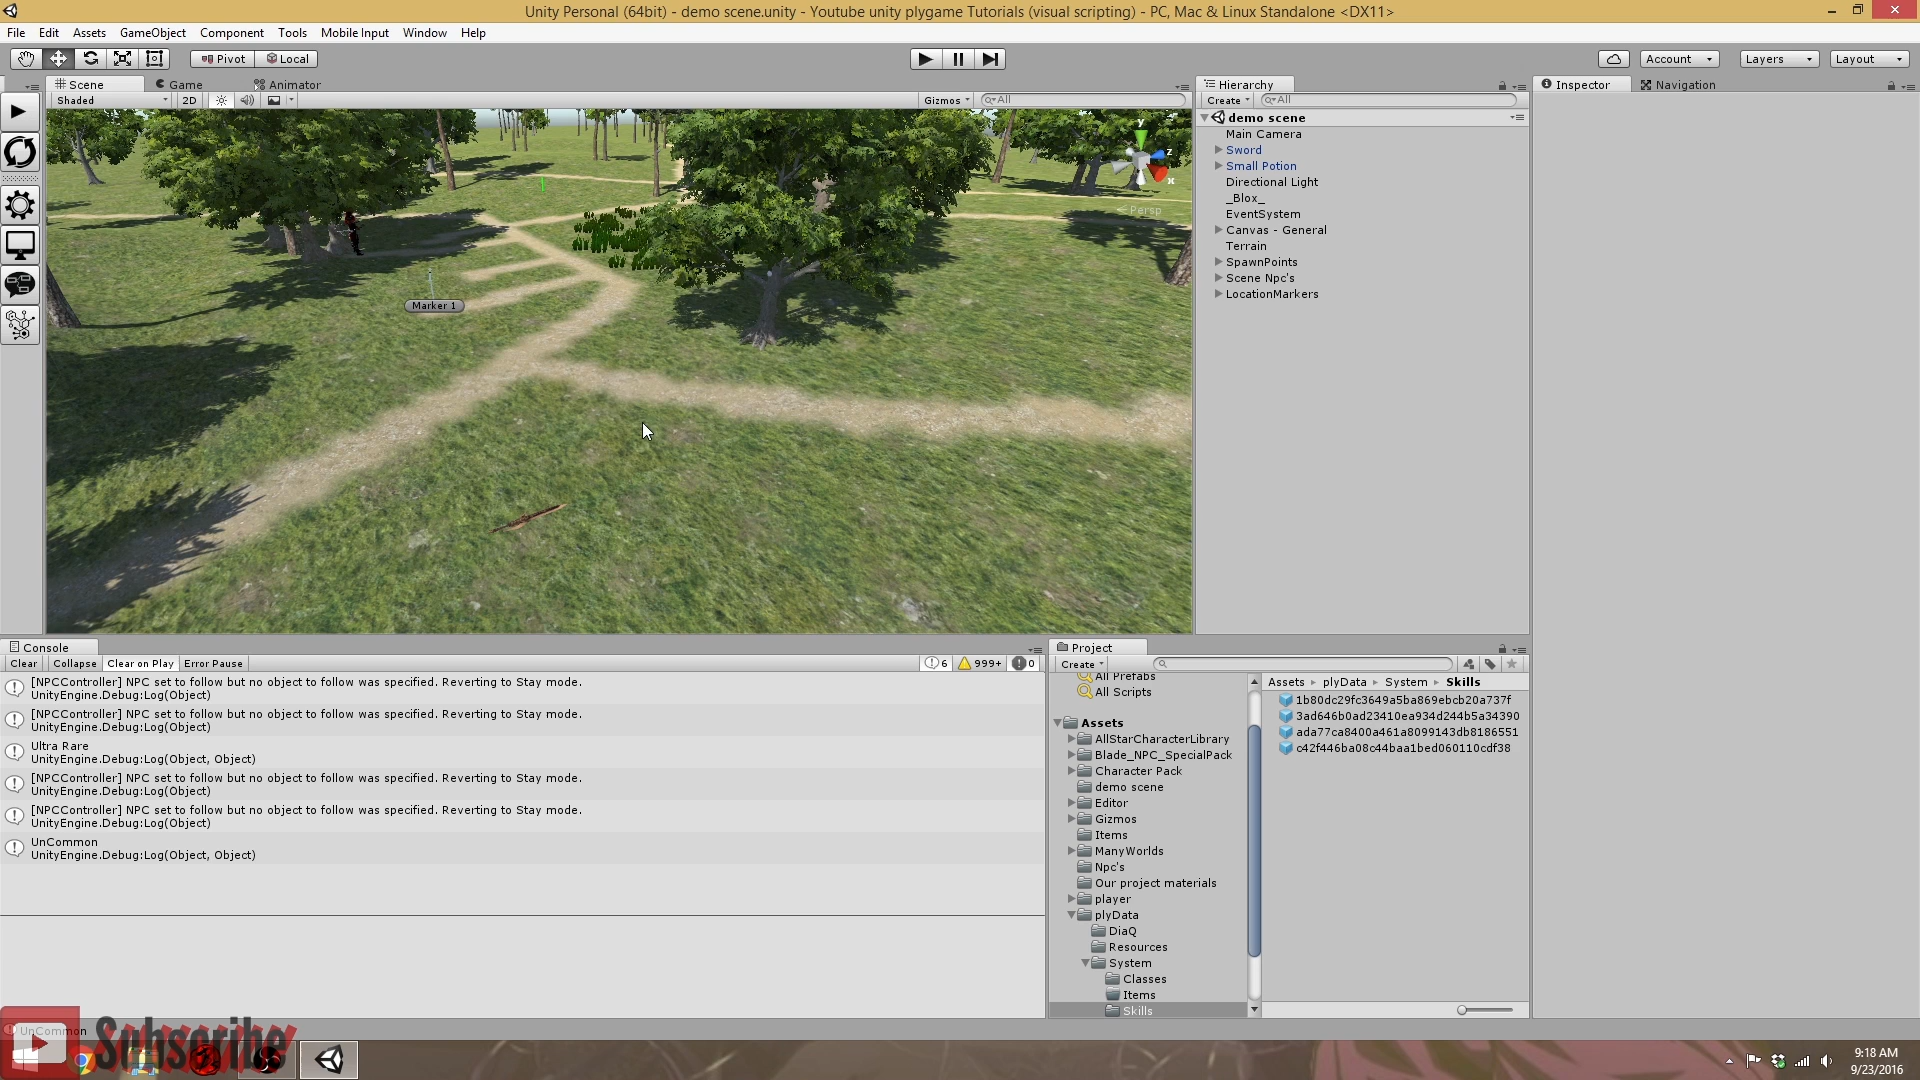 Unity Personal (64bit) - demo scene.unity - Youtube unity plygame Tutorials (visual scripting) - PC, Mac & Linux Standalone <DX11>
File Edit Assets GameObject Component Tools Mobile Input Window Help
Pivot Local Account Layers Layout
Scene Game Animator
Shaded 2D Gizmos All
y
z
x
Persp
Marker 1
Hierarchy
Create All
demo scene
Main Camera
Sword
Small Potion
Directional Light
_Blox_
EventSystem
Canvas - General
Terrain
SpawnPoints
Scene Npc's
LocationMarkers
Inspector Navigation
Console
Clear Collapse Clear on Play Error Pause 6 999+ 0
[NPCController] NPC set to follow but no object to follow was specified. Reverting to Stay mode.
UnityEngine.Debug:Log(Object)
[NPCController] NPC set to follow but no object to follow was specified. Reverting to Stay mode.
UnityEngine.Debug:Log(Object)
Ultra Rare
UnityEngine.Debug:Log(Object, Object)
[NPCController] NPC set to follow but no object to follow was specified. Reverting to Stay mode.
UnityEngine.Debug:Log(Object)
[NPCController] NPC set to follow but no object to follow was specified. Reverting to Stay mode.
UnityEngine.Debug:Log(Object)
UnCommon
UnityEngine.Debug:Log(Object, Object)
Project
Create
All Prefabs
All Scripts
Assets
AllStarCharacterLibrary
Blade_NPC_SpecialPack
Character Pack
demo scene
Editor
Gizmos
Items
ManyWorlds
Npc's
Our project materials
player
plyData
DiaQ
Resources
System
Classes
Items
Skills
Assets plyData System Skills
1b80dc29fc3649a5ba869ebcb20a737f
3ad646b0ad23410ea934d244b5a34390
ada77ca8400a461a8099143db8186551
c42f446ba08c44baa1bed060110cdf38
UnCommon
Subscribe
9:18 AM
9/23/2016